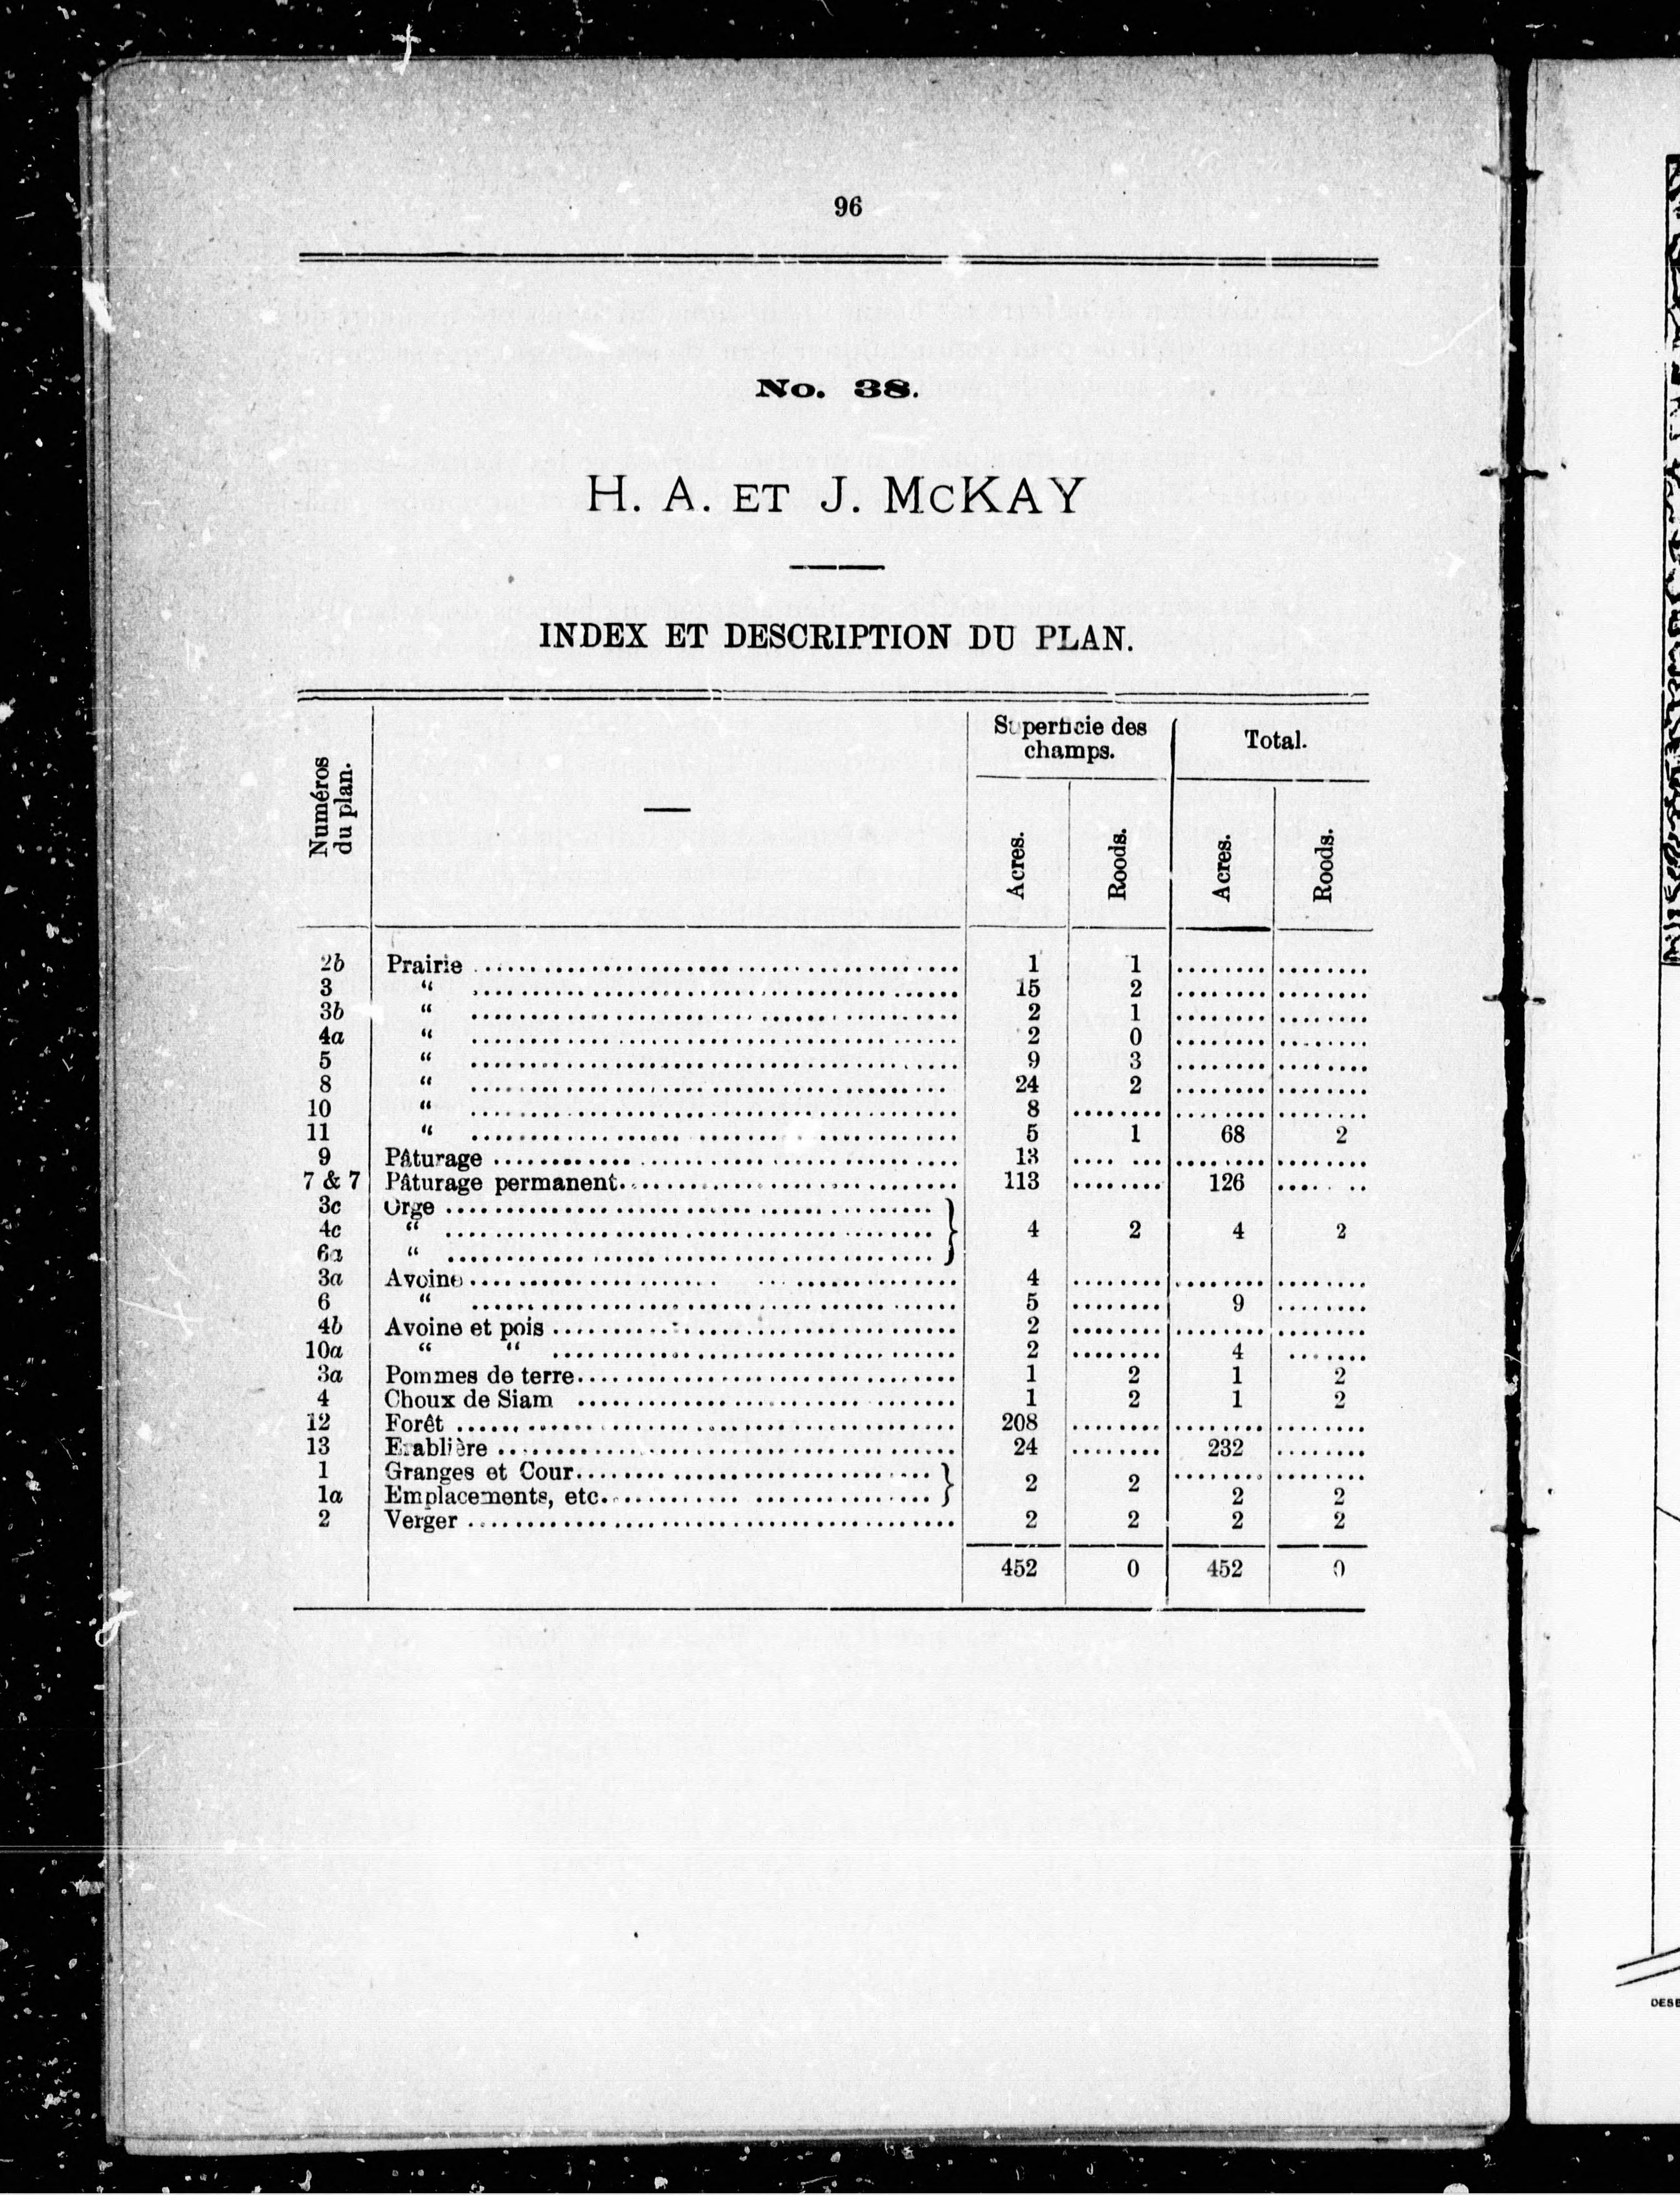 96
No. 38.
H. A. ET J. MCKAY
INDEX ET DESCRIPTION DU PLAN.
Numéros du plan.
Superficie des champs.
Total.
Acres. Roods. Acres. Roods.
2b Prairie 1 1
3 “ 15 2
3b “ 2 1
4a “ 2 0
5 “ 9 3
8 “ 24 2
10 “ 8
11 “ 5 1 68 2
9 Pâturage 13
7 & 7 Pâturage permanent 113 126
3c Orge
4c “ 4 2 4 2
6a “
3a Avoine 4
6 “ 5 9
4b Avoine et pois 2
10a “ “ 2 4
3a Pommes de terre 1 2 1 2
4 Choux de Siam 1 2 1 2
12 Forêt 208
13 Erablière 24 232
1 Granges et Cour 2 2
1a Emplacements, etc. 2 2
2 Verger 2 2 2 2
452 0 452 0